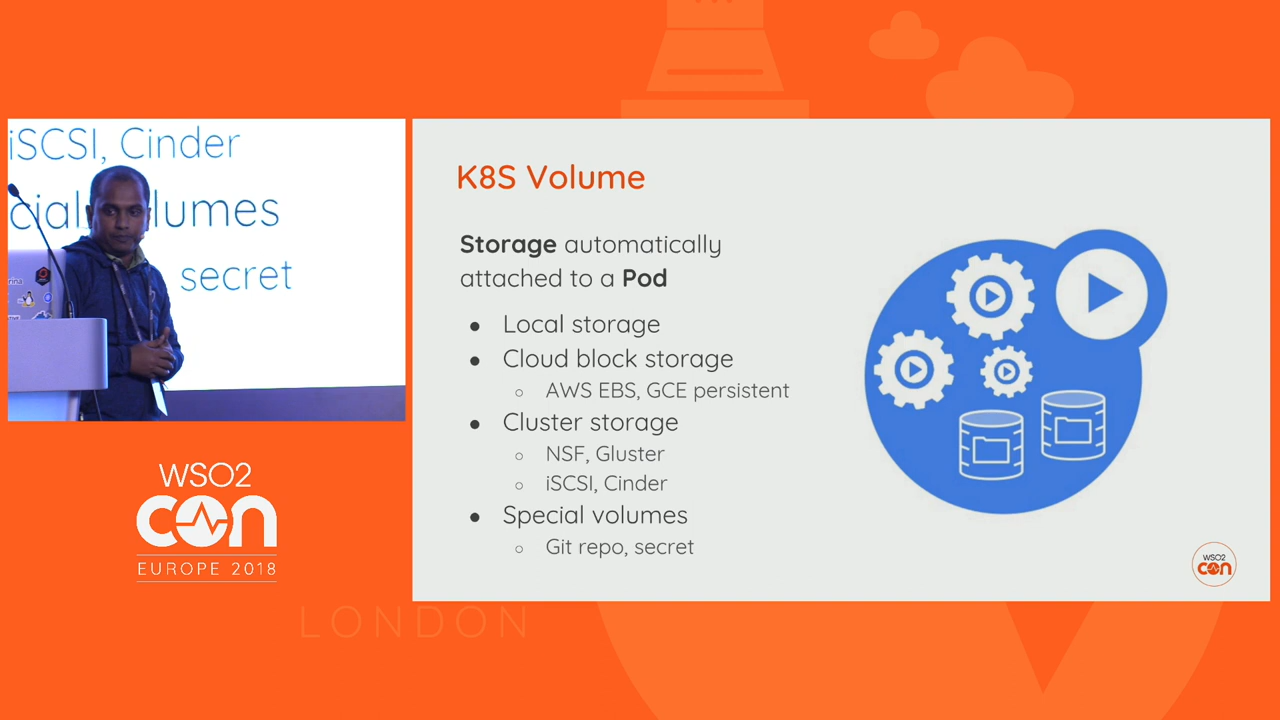 iSCSI, Cinder
cial lumes
secret
WSO2
con
EUROPE 2018
LONDON
K8S Volume
Storage automatically
attached to a Pod
● Local storage
● Cloud block storage
○ AWS EBS, GCE persistent
● Cluster storage
○ NSF, Gluster
○ iSCSI, Cinder
● Special volumes
○ Git repo, secret
WSO2
con